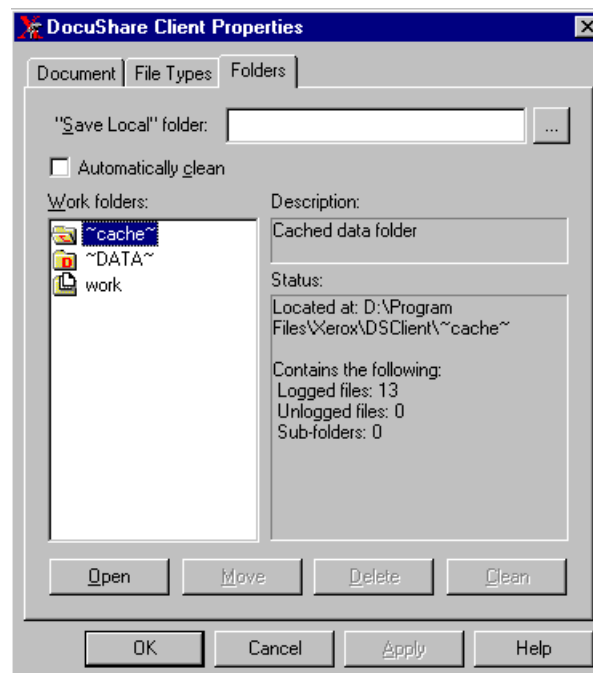 DocuShare Client Properties
Document File Types Folders
"Save Local" folder: ...
Automatically clean
Work folders: Description:
~cache~ Cached data folder
~DATA~
work Status:
Located at: D:\Program
Files\Xerox\DSClient\~cache~
Contains the following:
Logged files: 13
Unlogged files: 0
Sub-folders: 0
Open Move Delete Clean
OK Cancel Apply Help